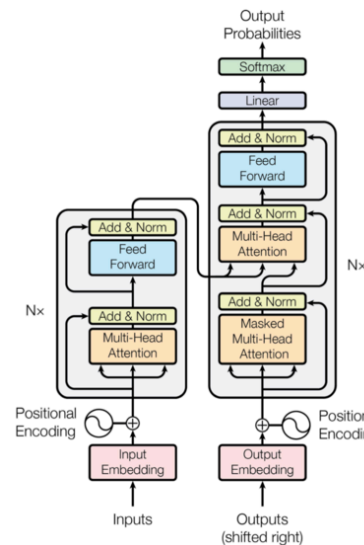 Output
Probabilities
Softmax
Linear
Add & Norm
Feed
Forward
Add & Norm
Multi-Head
Attention
Add & Norm
Masked
Multi-Head
Attention
N×
Add & Norm
Feed
Forward
Add & Norm
Multi-Head
Attention
N×
Positional
Encoding
Input
Embedding
Output
Embedding
Inputs
Outputs
(shifted right)